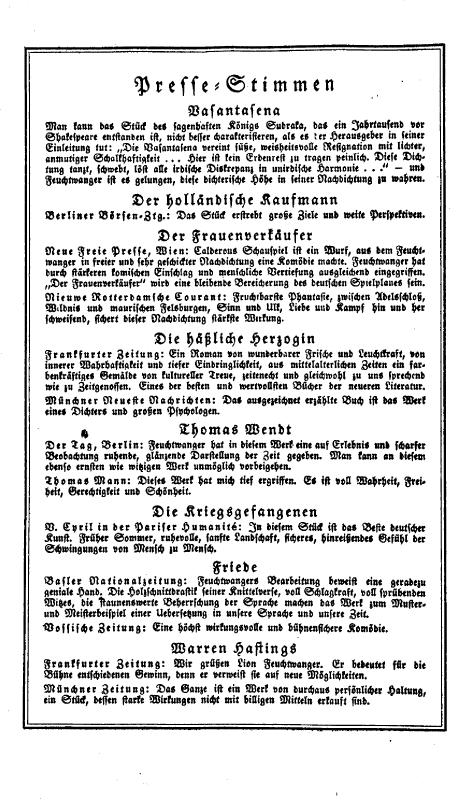 Presse-Stimmen
Vasantasena
Man kann das Stück des sagenhaften Königs Sudraka, das ein Jahrtausend vor
Shakespeare entstanden ist, nicht besser charakterisieren, als es der Herausgeber in seiner
Einleitung tut: „Die Vasantasena vereint süße, weisheitsvolle Resignation mit lichter,
anmutiger Schalkhaftigkeit . . . Hier ist kein Erdenrest zu tragen peinlich. Diese Dich-
tung tanzt, schwebt, löst alle irdische Diskrepanz in unirdische Harmonie . . .“ — und
Feuchtwanger ist es gelungen, diese dichterische Höhe in seiner Nachdichtung zu wahren.
Der holländische Kaufmann
Berliner Börsen-Ztg.: Das Stück erstrebt große Ziele und weite Perspektiven.
Der Frauenverkäufer
Neue Freie Presse, Wien: Calderons Schauspiel ist ein Wurf, aus dem Feucht-
wanger in freier und sehr geschickter Nachdichtung eine Komödie machte. Feuchtwanger hat
durch stärkeren komischen Einschlag und menschliche Vertiefung ausgleichend eingegriffen.
„Der Frauenverkäufer“ wird eine bleibende Bereicherung des deutschen Spielplanes sein.
Nieuwe Rotterdamsche Courant: Fruchtbarste Phantasie, zwischen Adelsschloß,
Wildnis und maurischen Felsburgen, Sinn und Ulk, Liebe und Kampf hin und her
schweifend, sichert dieser Nachdichtung stärkste Wirkung.
Die häßliche Herzogin
Frankfurter Zeitung: Ein Roman von wunderbarer Frische und Leuchtkraft, von
innerer Wahrhaftigkeit und tiefer Eindringlichkeit, aus mittelalterlichen Zeiten ein far-
benkräftiges Gemälde von kultureller Treue, zeitenecht und gleichwohl zu uns sprechend
wie zu Zeitgenossen. Eines der besten und wertvollsten Bücher der neueren Literatur.
Münchner Neueste Nachrichten: Das ausgezeichnet erzählte Buch ist das Werk
eines Dichters und großen Psychologen.
Thomas Wendt
Der Tag, Berlin: Feuchtwanger hat in diesem Werk eine auf Erlebnis und scharfer
Beobachtung ruhende, glänzende Darstellung der Zeit gegeben. Man kann an diesem
ebenso ernsten wie witzigen Werk unmöglich vorbeigehen.
Thomas Mann: Dieses Werk hat mich tief ergriffen. Es ist voll Wahrheit, Frei-
heit, Gerechtigkeit und Schönheit.
Die Kriegsgefangenen
V. Cyril in der Pariser Humanité: In diesem Stück ist das Beste deutscher
Kunst. Früher Sommer, ruhevolle, sanfte Landschaft, sicheres, hinreißendes Gefühl der
Schwingungen von Mensch zu Mensch.
Friede
Basler Nationalzeitung: Feuchtwangers Bearbeitung beweist eine geradezu
geniale Hand. Die Holzschnittdrastik seiner Knittelverse, voll Schlagkraft, voll sprühenden
Witzes, die staunenswerte Beherrschung der Sprache machen das Werk zum Muster-
und Meisterbeispiel einer Uebersetzung in unsere Sprache und unsere Zeit.
Vossische Zeitung: Eine höchst wirkungsvolle und bühnensichere Komödie.
Warren Hastings
Frankfurter Zeitung: Wir grüßen Lion Feuchtwanger. Er bedeutet für die
Bühne entschiedenen Gewinn, denn er verweist sie auf neue Möglichkeiten.
Münchner Zeitung: Das Ganze ist ein Werk von durchaus persönlicher Haltung,
ein Stück, dessen starke Wirkungen nicht mit billigen Mitteln erkauft sind.